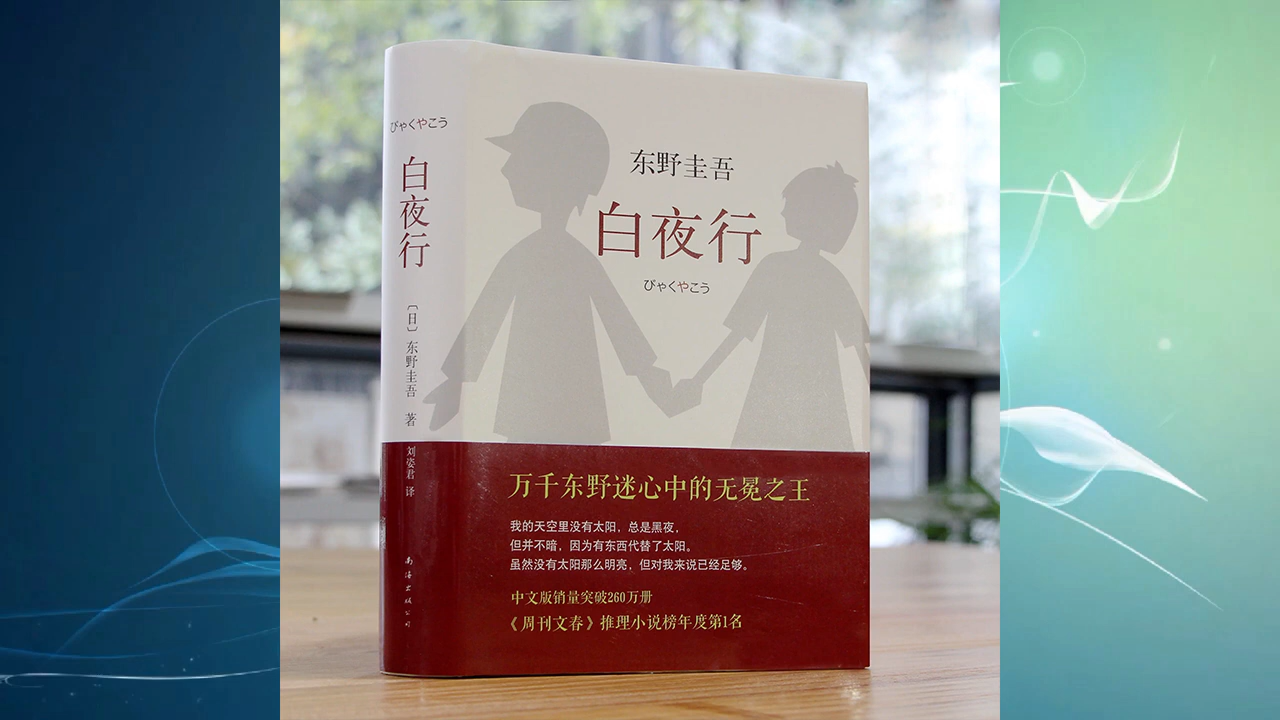 びゃくやこう
白夜行
〔日〕东野圭吾 著
刘姿君 译
南海出版公司
东野圭吾
白夜行
びゃくやこう
万千东野迷心中的无冕之王
我的天空里没有太阳，总是黑夜，
但并不暗，因为有东西代替了太阳。
虽然没有太阳那么明亮，但对我来说已经足够。
中文版销量突破260万册
《周刊文春》推理小说榜年度第1名